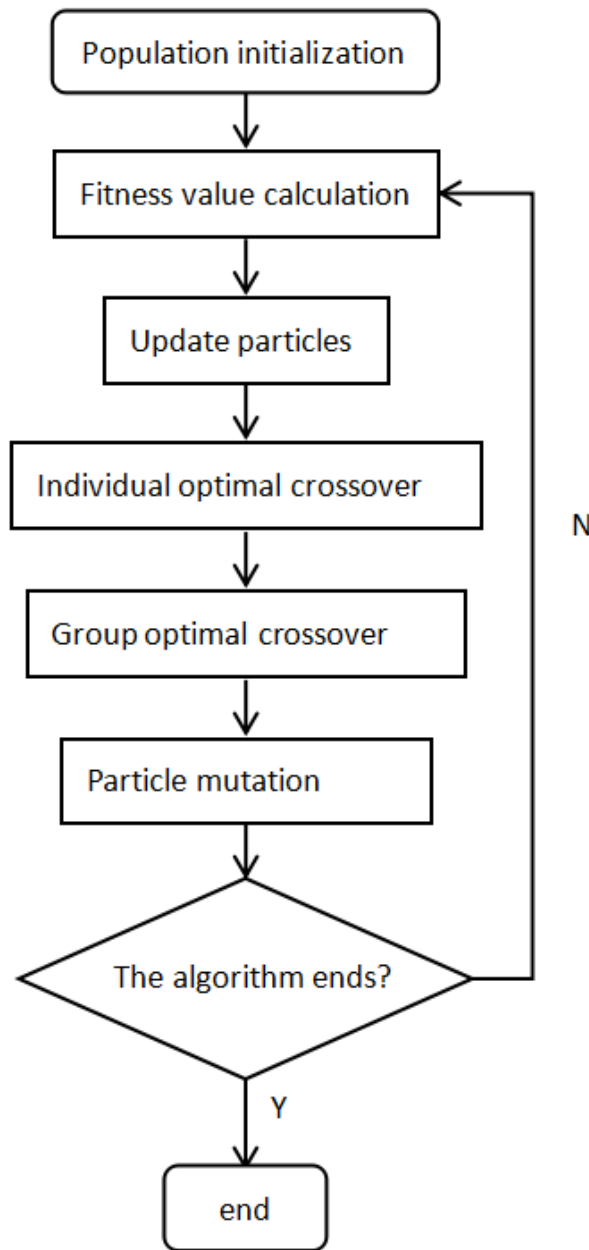 Population initialization
Fitness value calculation
Update particles
Individual optimal crossover
N
Group optimal crossover
Particle mutation
The algorithm ends?
Y
end